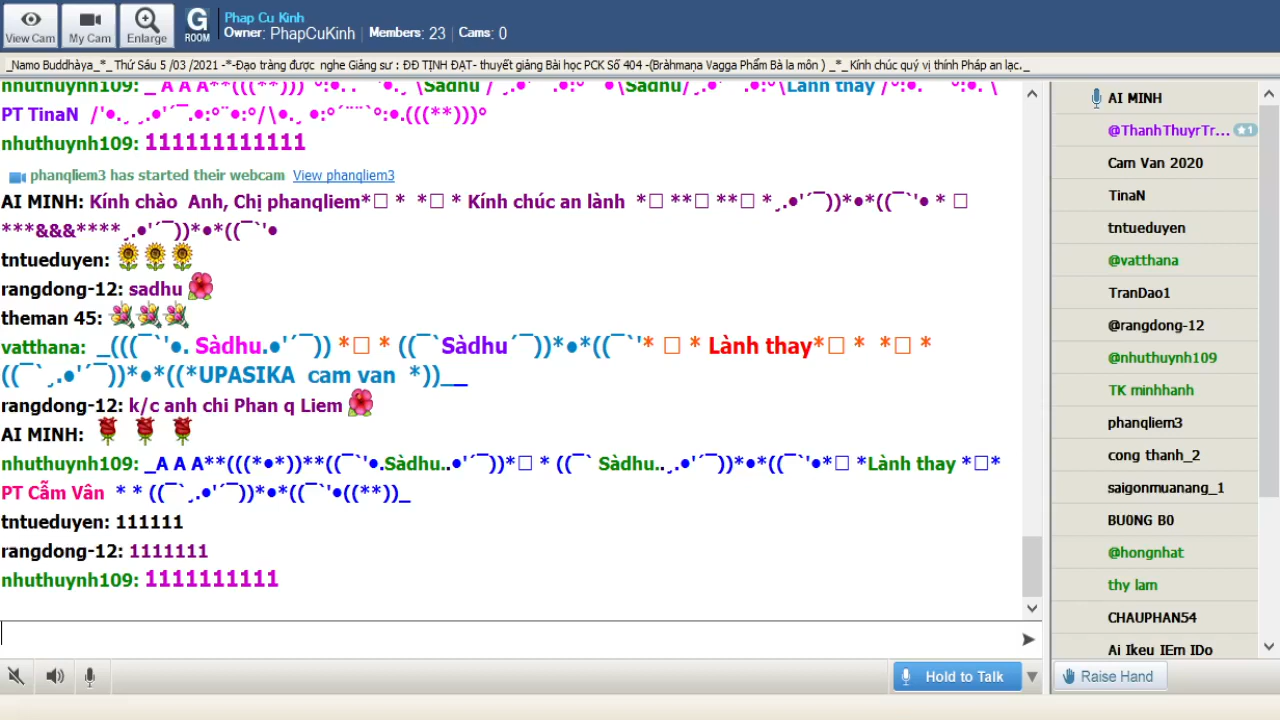 View Cam
My Cam
Enlarge
G ROOM
Phap Cu Kinh
Owner: PhapCuKinh | Members: 23 | Cams: 0
_Namo Buddhàya_*_ Thứ Sáu 5 /03 /2021 -*-Đạo tràng được nghe Giảng sư : ĐĐ TỊNH ĐẠT- thuyết giảng Bài học PCK Số 404 -(Bràhmaṇa Vagga Phẩm Bà la môn ) _*_ Kính chúc quý vị thính Pháp an lạc._
PT TinaN /'•.¸ ¸.•'´¯.•:°¨•:°/\•.¸ •:°´¨¨`°:•.(((**)))°
nhuthuynh109: 111111111111
phanqliem3 has started their webcam View phanqliem3
AI MINH: Kính chào Anh, Chị phanqliem*□ * *□ * Kính chúc an lành *□ **□ **□ *¸.•'´¯))*•*((¯`'• * □
***&&&****¸.•'´¯))*•*((¯`'•
tntueduyen:
rangdong-12: sadhu
theman 45:
vatthana: _(((¯`'•. Sàdhu.•'´¯)) *□ * ((¯`Sàdhu´¯))*•*((¯`'* □ * Lành thay*□ * *□ *
((¯`¸.•'´¯))*•*((*UPASIKA cam van *))__
rangdong-12: k/c anh chi Phan q Liem
AI MINH:
nhuthuynh109: _A A A**(((*•*))**((¯`'•.Sàdhu..•'´¯))*□ * ((¯` Sàdhu..¸.•'´¯))*•*((¯`'•*□ *Lành thay *□*
PT Cẩm Vân * * ((¯`¸.•'´¯))*•*((¯`'•((**))_
tntueduyen: 111111
rangdong-12: 1111111
nhuthuynh109: 1111111111
Hold to Talk
AI MINH
@ThanhThuyrTr... ★1
Cam Van 2020
TinaN
tntueduyen
@vatthana
TranDao1
@rangdong-12
@nhuthuynh109
TK minhhanh
phanqliem3
cong thanh_2
saigonmuanang_1
BU0NG B0
@hongnhat
thy lam
CHAUPHAN54
Ai Ikeu IEm IDo
Raise Hand